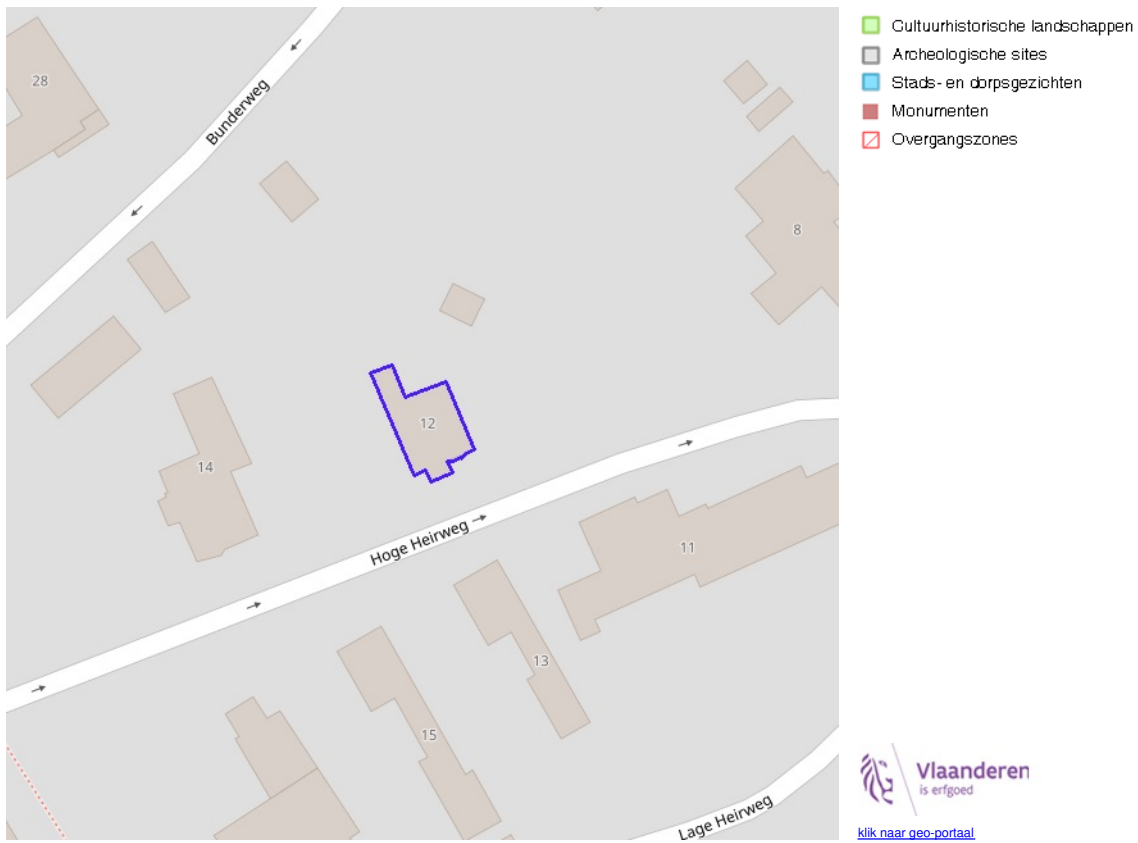 28
Bunderweg
8
12
14
Hoge Heirweg
11
13
15
Lage Heirweg
Cultuurhistorische landschappen
Archeologische sites
Stads- en dorpsgezichten
Monumenten
Overgangszones
Vlaanderen
is erfgoed
klik naar geo-portaal